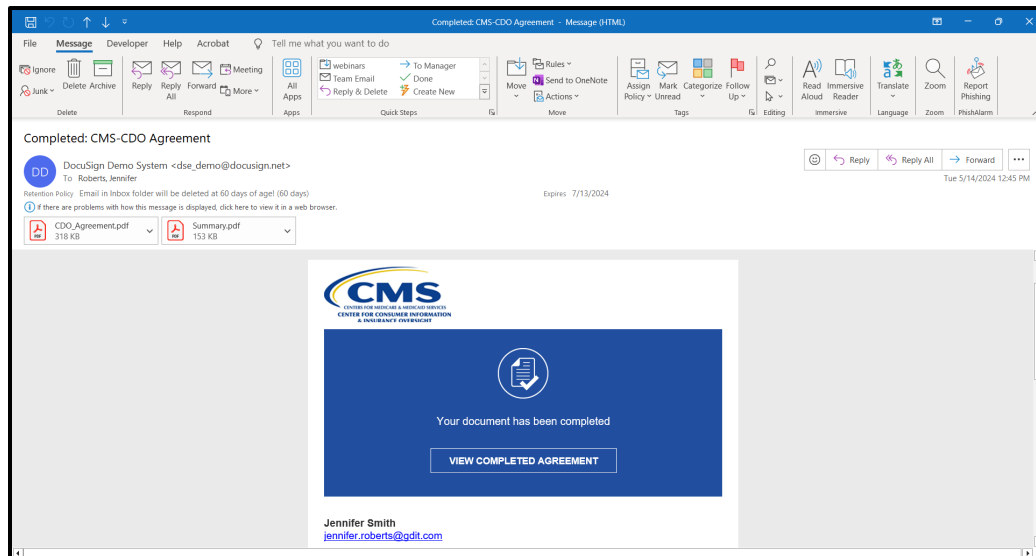 Completed: CMS-CDO Agreement - Message (HTML)
File Message Developer Help Acrobat Tell me what you want to do
Ignore
Junk
Delete
Archive
Delete
Reply
Reply All
Forward
Meeting
More
Respond
All Apps
Apps
webinars
Team Email
Reply & Delete
To Manager
Done
Create New
Quick Steps
Move
Rules
Send to OneNote
Actions
Move
Assign Policy
Mark Unread
Categorize
Follow Up
Tags
Editing
Read Aloud
Immersive Reader
Immersive
Translate
Language
Zoom
Zoom
Report Phishing
PhishAlarm
Completed: CMS-CDO Agreement
DD
DocuSign Demo System <dse_demo@docusign.net>
To Roberts, Jennifer
Reply Reply All Forward
Tue 5/14/2024 12:45 PM
Retention Policy Email in Inbox folder will be deleted at 60 days of age! (60 days) Expires 7/13/2024
If there are problems with how this message is displayed, click here to view it in a web browser.
PDF
CDO_Agreement.pdf
318 KB
PDF
Summary.pdf
153 KB
CMS
CENTERS FOR MEDICARE & MEDICAID SERVICES
CENTER FOR CONSUMER INFORMATION
& INSURANCE OVERSIGHT
Your document has been completed
VIEW COMPLETED AGREEMENT
Jennifer Smith
jennifer.roberts@gdit.com